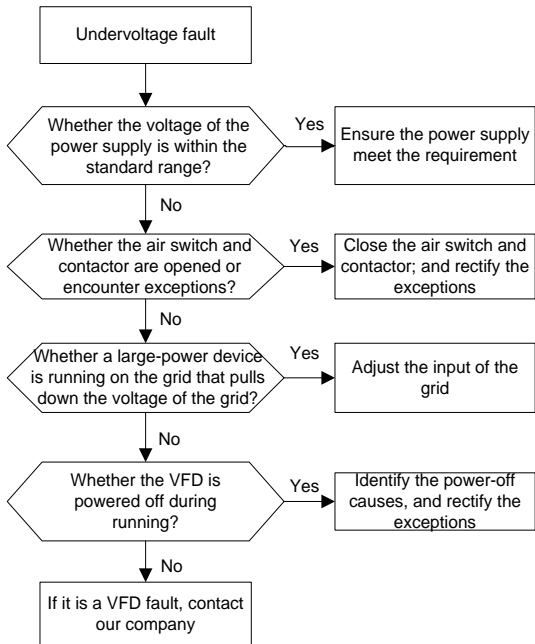 Undervoltage fault
Whether the voltage of the
power supply is within the
standard range?
Yes
Ensure the power supply
meet the requirement
No
Whether the air switch and
contactor are opened or
encounter exceptions?
Yes
Close the air switch and
contactor; and rectify the
exceptions
No
Whether a large-power device
is running on the grid that pulls
down the voltage of the grid?
Yes
Adjust the input of the
grid
No
Whether the VFD is
powered off during
running?
Yes
Identify the power-off
causes, and rectify the
exceptions
No
If it is a VFD fault, contact
our company